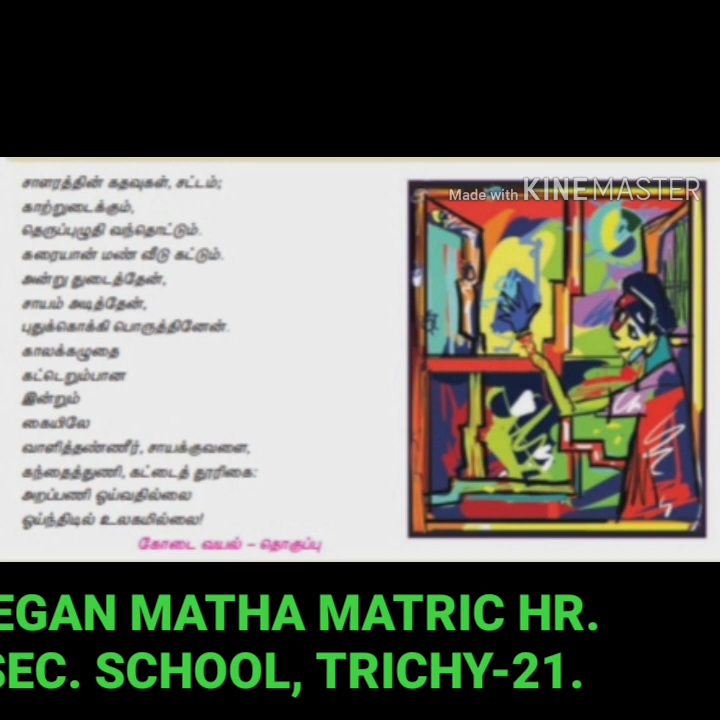 Made with KINEMASTER
சாளரத்தின் கதவுகள், சட்டம்;
காற்றுடைக்கும்,
தெருப்புழுதி வந்தொட்டும்.
கரையான் மண் வீடு கட்டும்.
அன்று துடைத்தேன்,
சாயம் அடித்தேன்,
புதுக்கொக்கி பொருத்தினேன்.
காலக்கழுதை
கட்டெறும்பான
இன்றும்
கையிலே
வாளித்தண்ணீர், சாயக்குவளை,
கந்தைத்துணி, கட்டைத் தூரிகை:
அறப்பணி ஓய்வதில்லை
ஓய்ந்திடில் உலகமில்லை!
கோடை வயல் – தொகுப்பு
EGAN MATHA MATRIC HR.
SEC. SCHOOL, TRICHY-21.